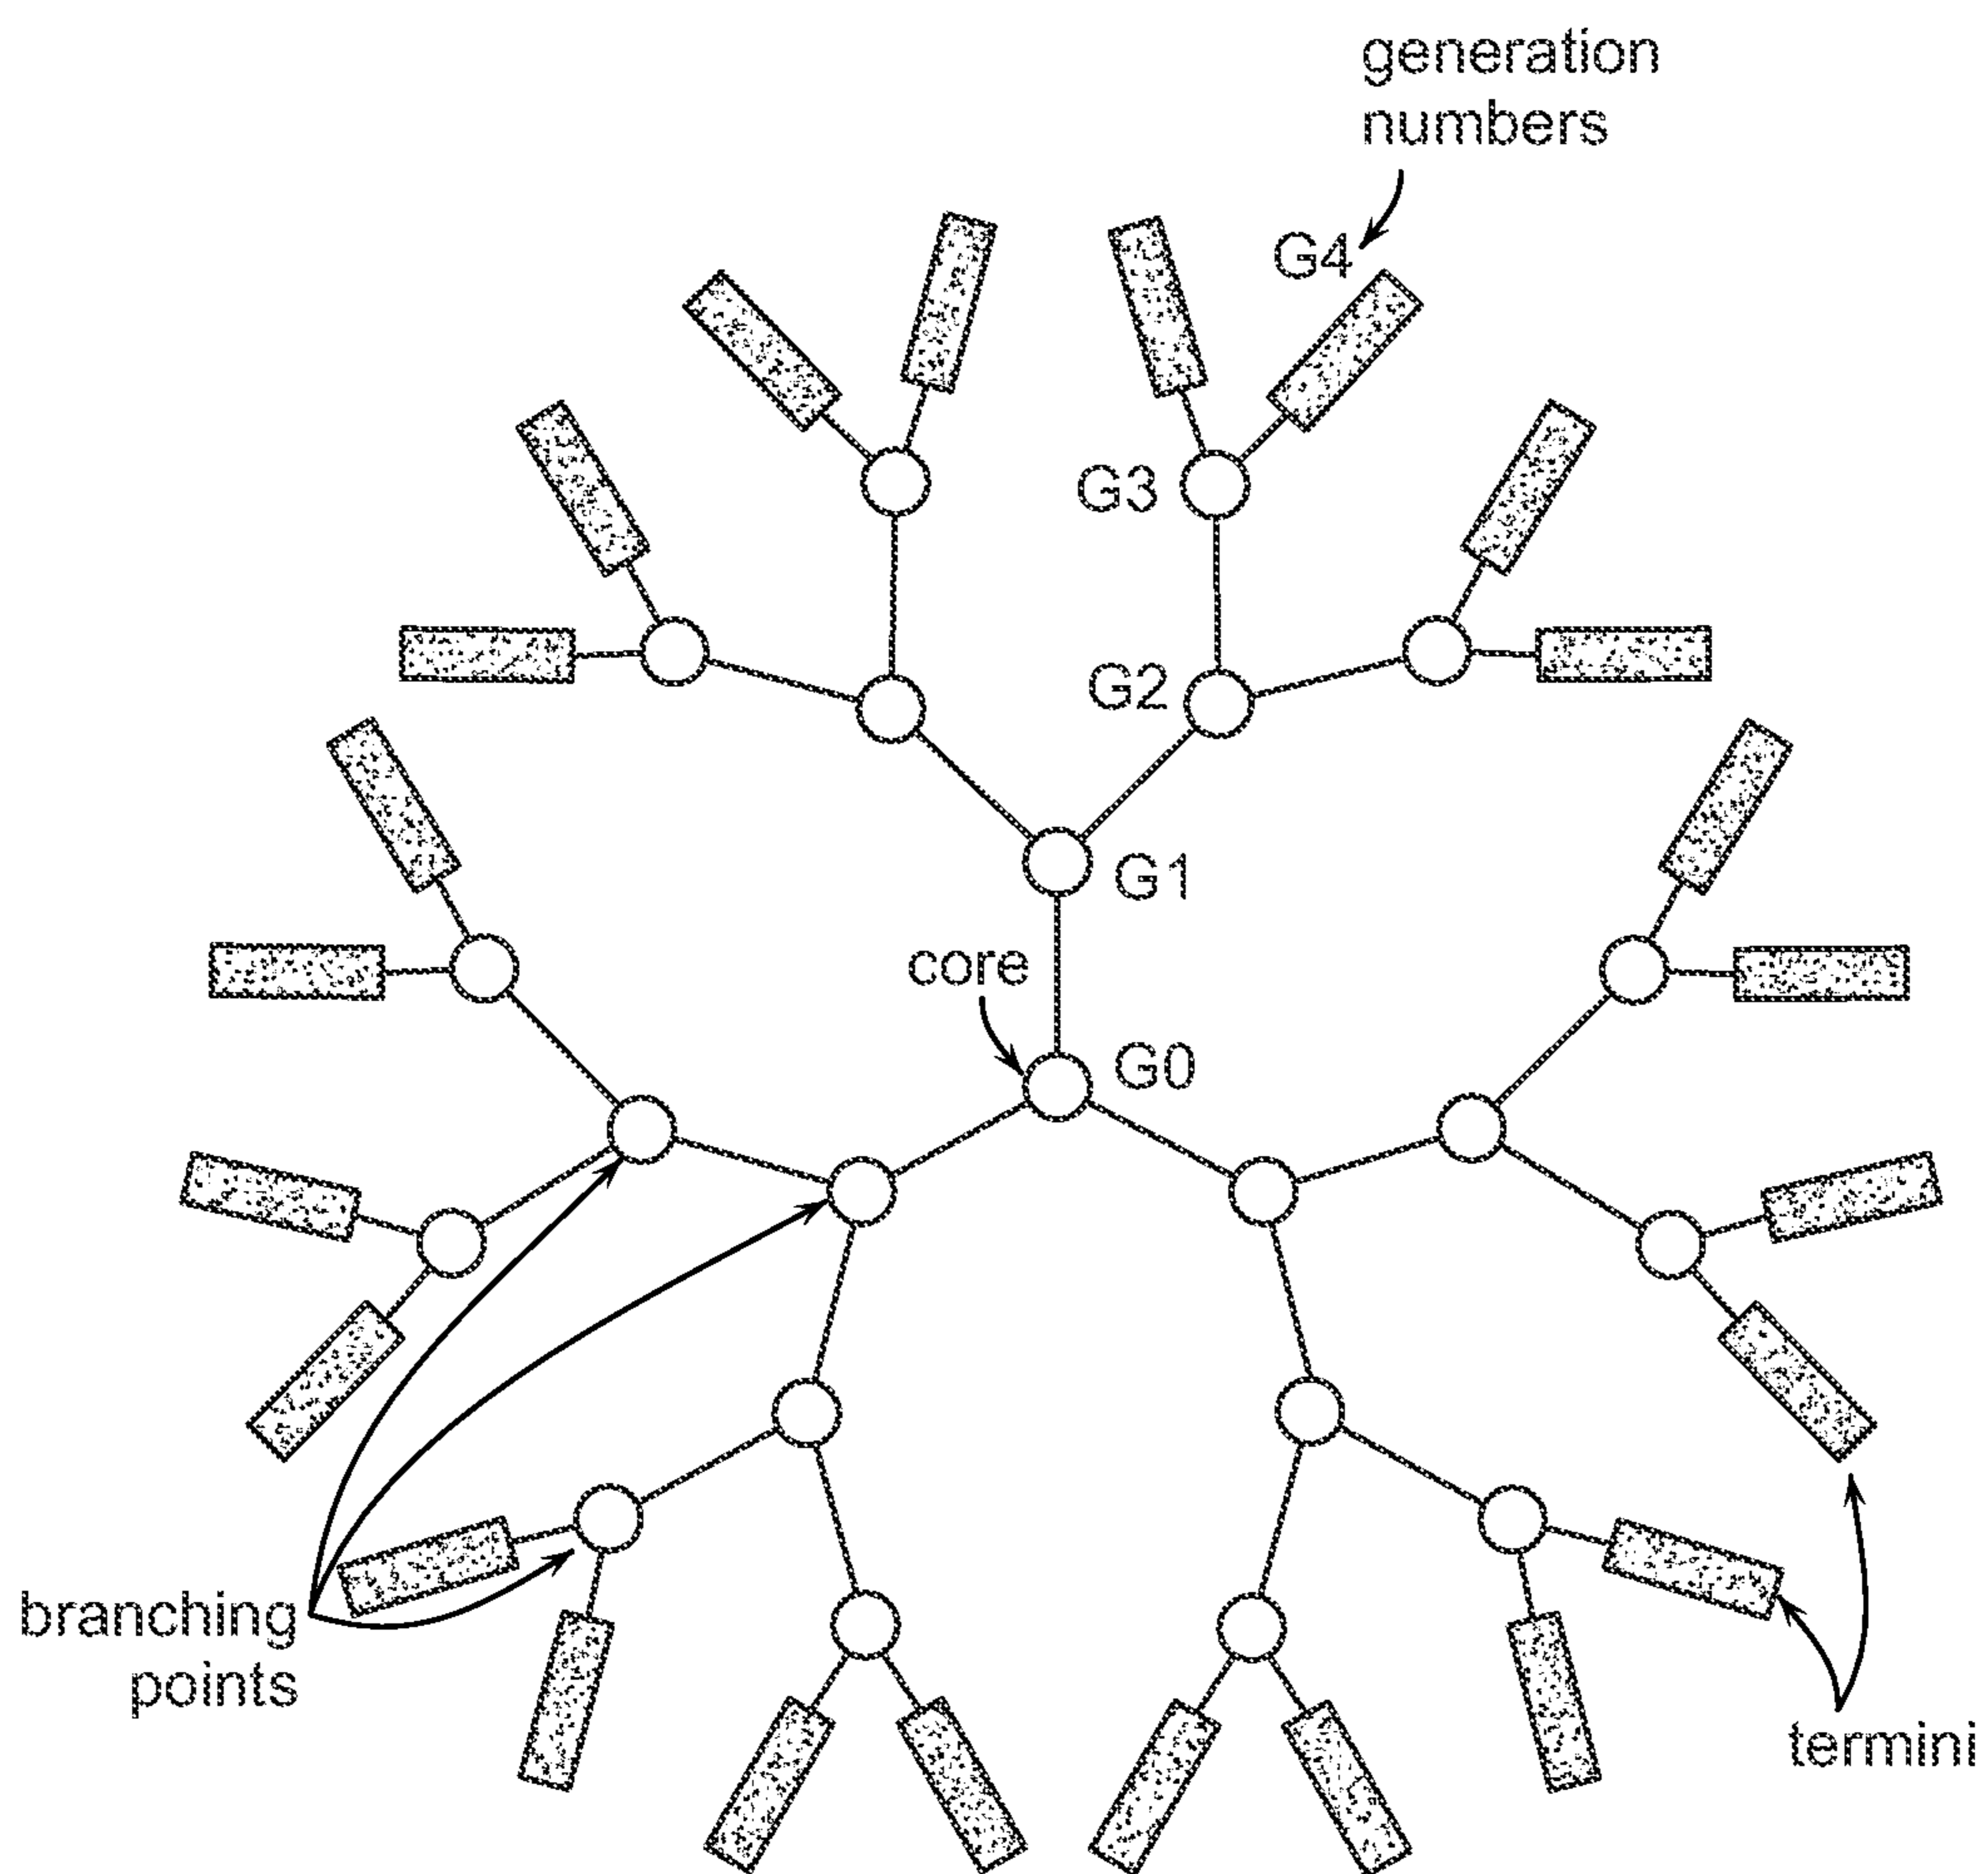 generation
numbers
G4
G3
G2
G1
core
G0
branching
points
termini